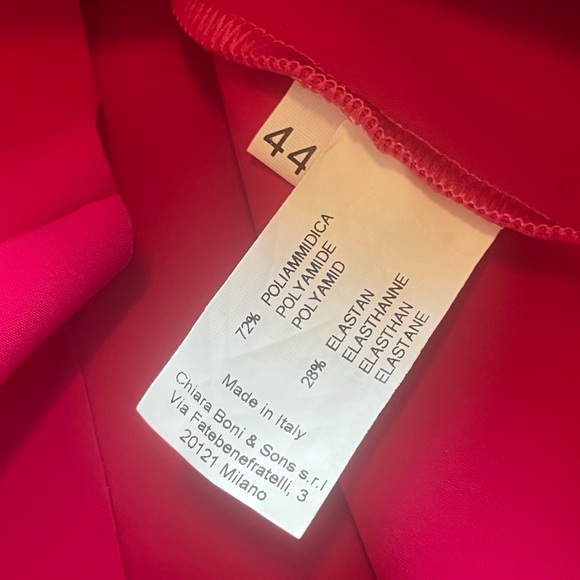 44
72% POLIAMMIDICA
POLYAMIDE
POLYAMID
28% ELASTAN
ELASTHANNE
ELASTHAN
ELASTANE
Made in Italy
Chiara Boni & Sons s.r.l
Via Fatebenefratelli, 3
20121 Milano